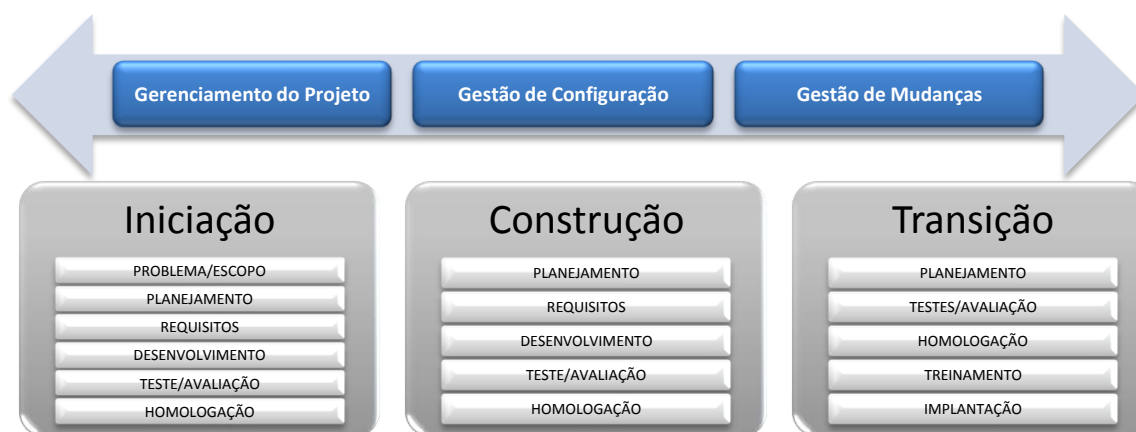 Gerenciamento do Projeto
Gestão de Configuração
Gestão de Mudanças
Iniciação
PROBLEMA/ESCOPO
PLANEJAMENTO
REQUISITOS
DESENVOLVIMENTO
TESTE/AVALIAÇÃO
HOMOLOGAÇÃO
Construção
PLANEJAMENTO
REQUISITOS
DESENVOLVIMENTO
TESTE/AVALIAÇÃO
HOMOLOGAÇÃO
Transição
PLANEJAMENTO
TESTES/AVALIAÇÃO
HOMOLOGAÇÃO
TREINAMENTO
IMPLANTAÇÃO